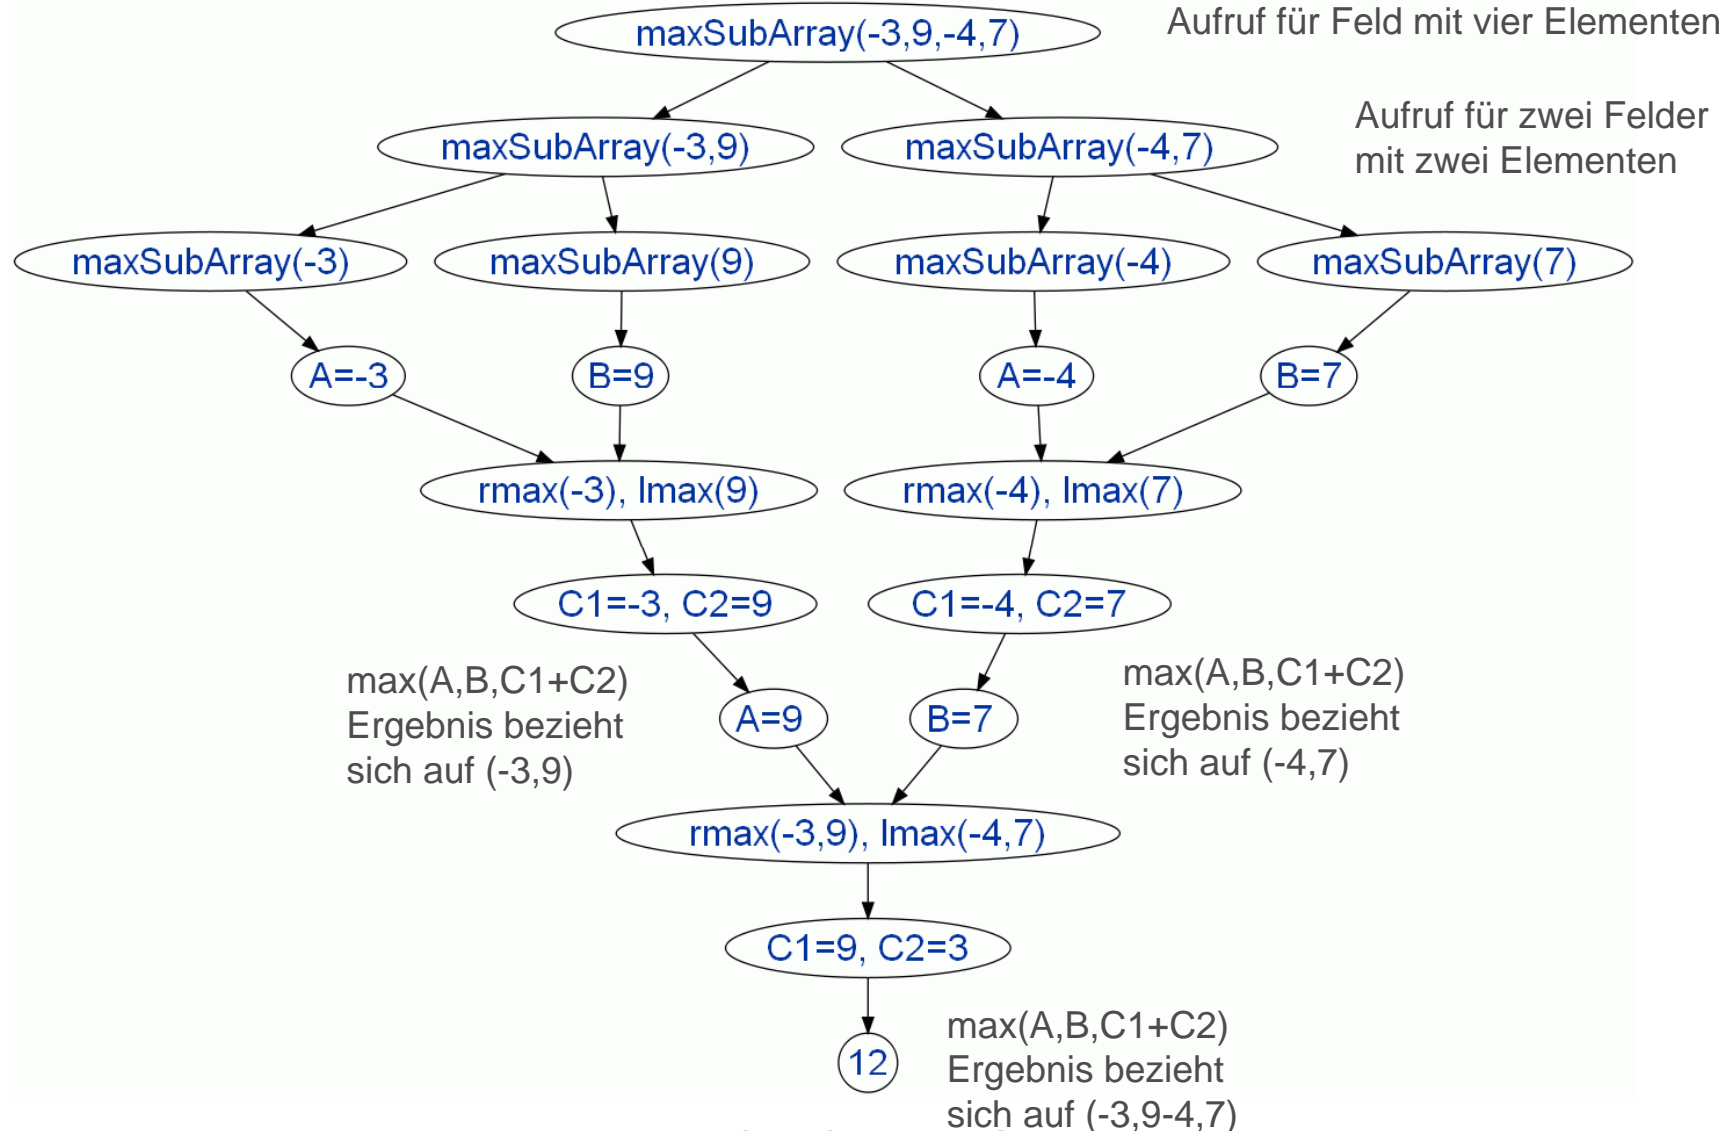 maxSubArray(-3,9,-4,7)
Aufruf für Feld mit vier Elementen
maxSubArray(-3,9)
maxSubArray(-4,7)
Aufruf für zwei Felder
mit zwei Elementen
maxSubArray(-3)
maxSubArray(9)
maxSubArray(-4)
maxSubArray(7)
A=-3
B=9
A=-4
B=7
rmax(-3), lmax(9)
rmax(-4), lmax(7)
C1=-3, C2=9
C1=-4, C2=7
max(A,B,C1+C2)
Ergebnis bezieht
sich auf (-3,9)
A=9
B=7
max(A,B,C1+C2)
Ergebnis bezieht
sich auf (-4,7)
rmax(-3,9), lmax(-4,7)
C1=9, C2=3
12
max(A,B,C1+C2)
Ergebnis bezieht
sich auf (-3,9-4,7)